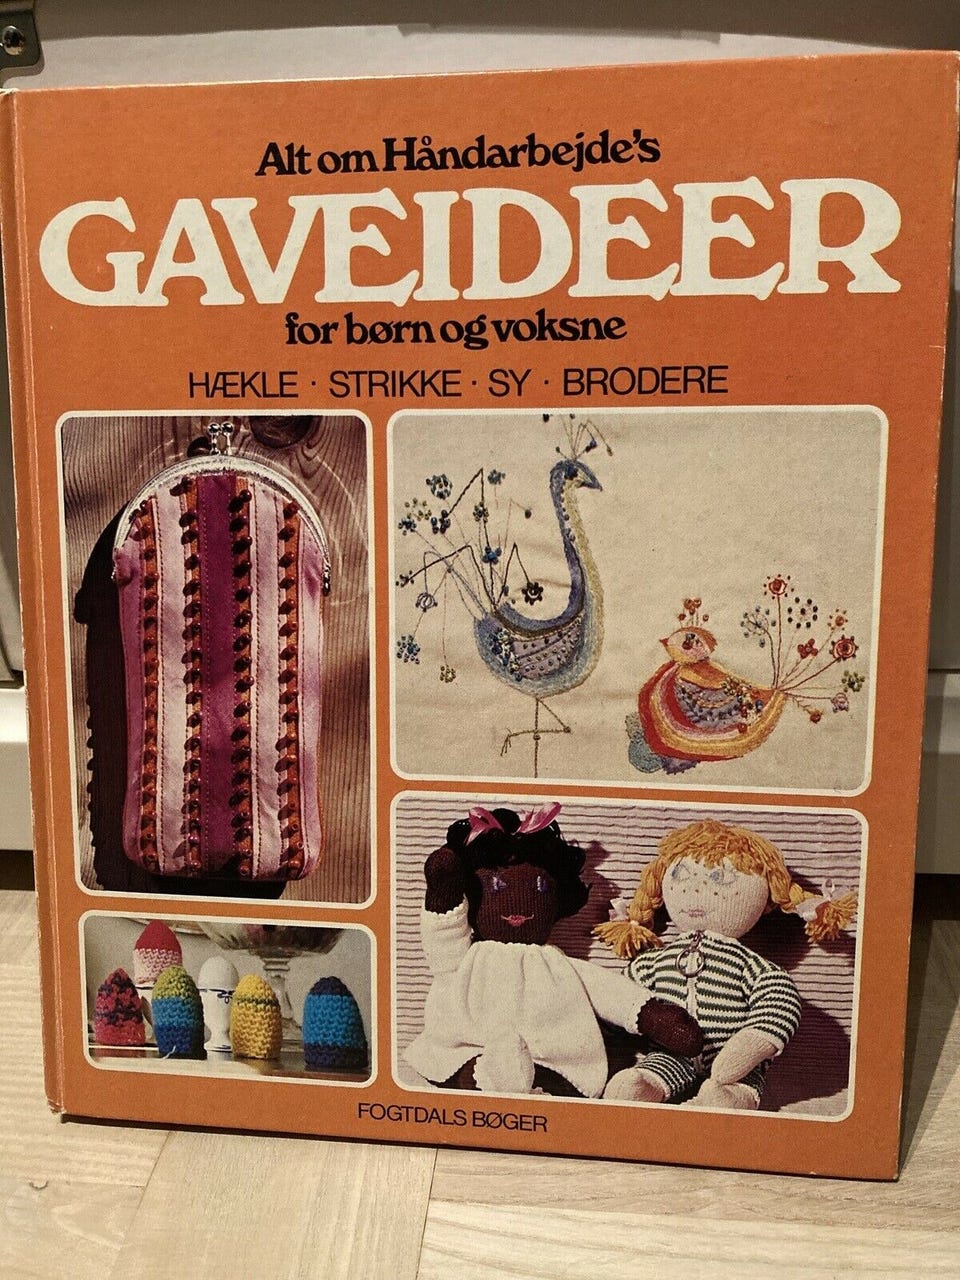 Alt om Håndarbejde's
GAVEIDEER
for børn og voksne
HÆKLE · STRIKKE · SY · BRODERE
FOGTDALS BØGER